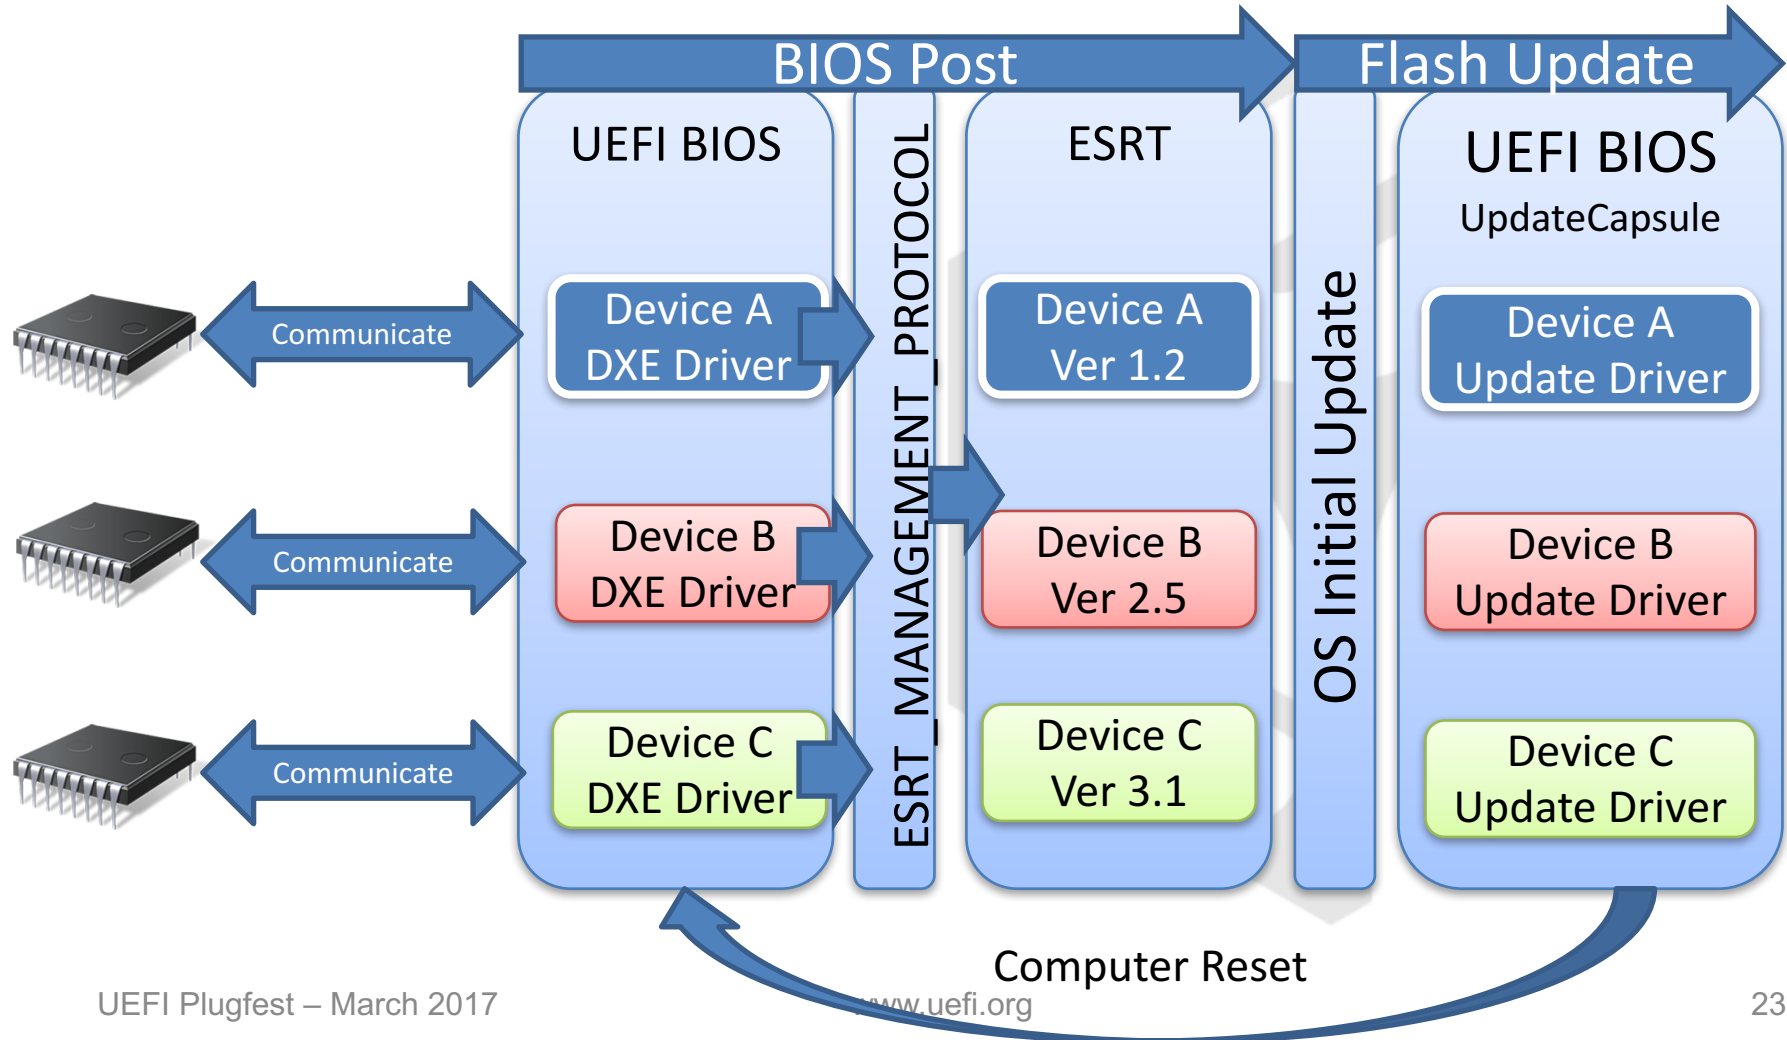 BIOS Post
Flash Update
UEFI BIOS
ESRT_MANAGEMENT_PROTOCOL
ESRT
OS Initial Update
UEFI BIOS
UpdateCapsule
Communicate
Device A
DXE Driver
Device A
Ver 1.2
Device A
Update Driver
Communicate
Device B
DXE Driver
Device B
Ver 2.5
Device B
Update Driver
Communicate
Device C
DXE Driver
Device C
Ver 3.1
Device C
Update Driver
Computer Reset
UEFI Plugfest – March 2017
www.uefi.org
23